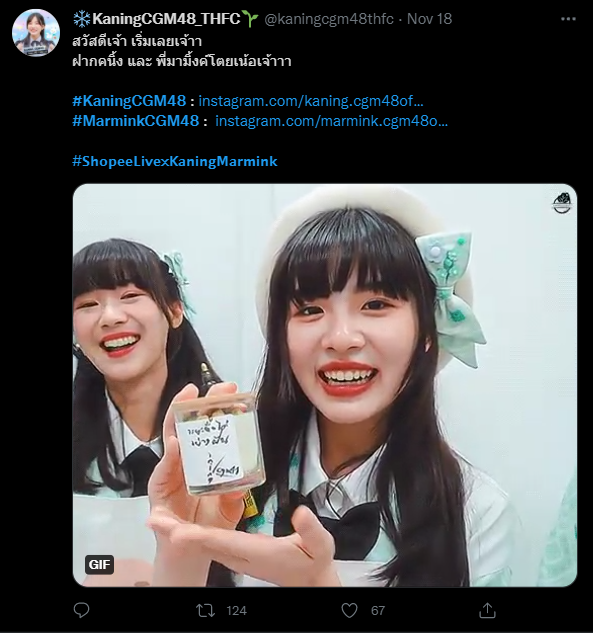 ❄️KaningCGM48_THFC🌱 @kaningcgm48thfc · Nov 18
สวัสดีเจ้า เริ่มเลยเจ้าา
ฝากคนิ้ง และ พี่มามิ้งค์โตยเน้อเจ้าาา
#KaningCGM48 : instagram.com/kaning.cgm48of…
#MarminkCGM48 : instagram.com/marmink.cgm48o…
#ShopeeLivexKaningMarmink
GIF
124
67